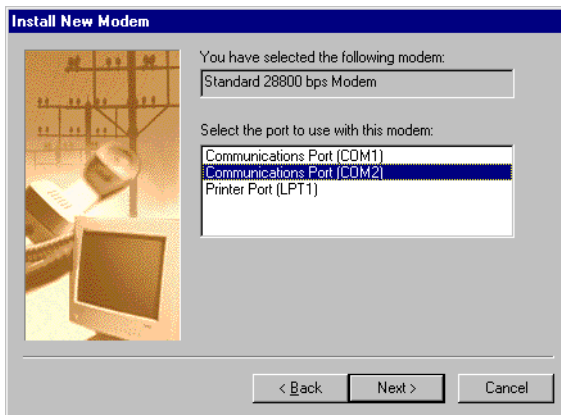 Install New Modem
You have selected the following modem:
Standard 28800 bps Modem
Select the port to use with this modem:
Communications Port (COM1)
Communications Port (COM2)
Printer Port (LPT1)
< Back
Next >
Cancel